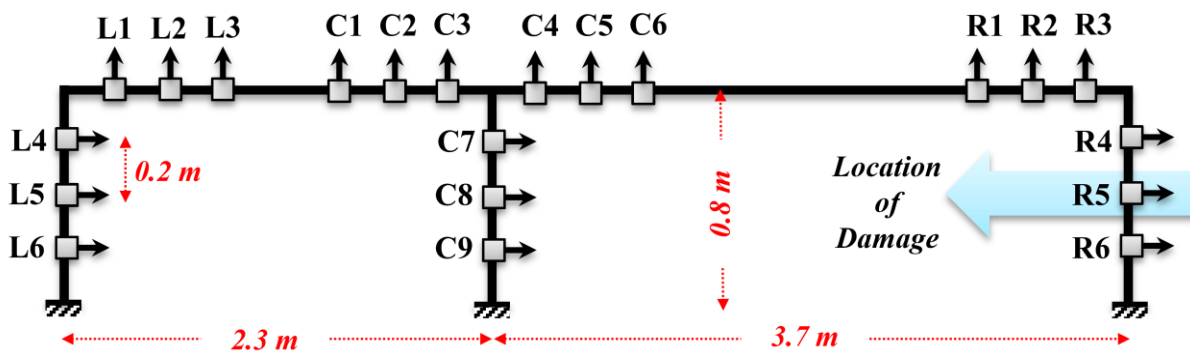 L1 L2 L3 C1 C2 C3 C4 C5 C6 R1 R2 R3
L4 C7 R4
0.2 m
L5 C8 R5
L6 C9 R6
0.8 m
Location
of
Damage
2.3 m 3.7 m